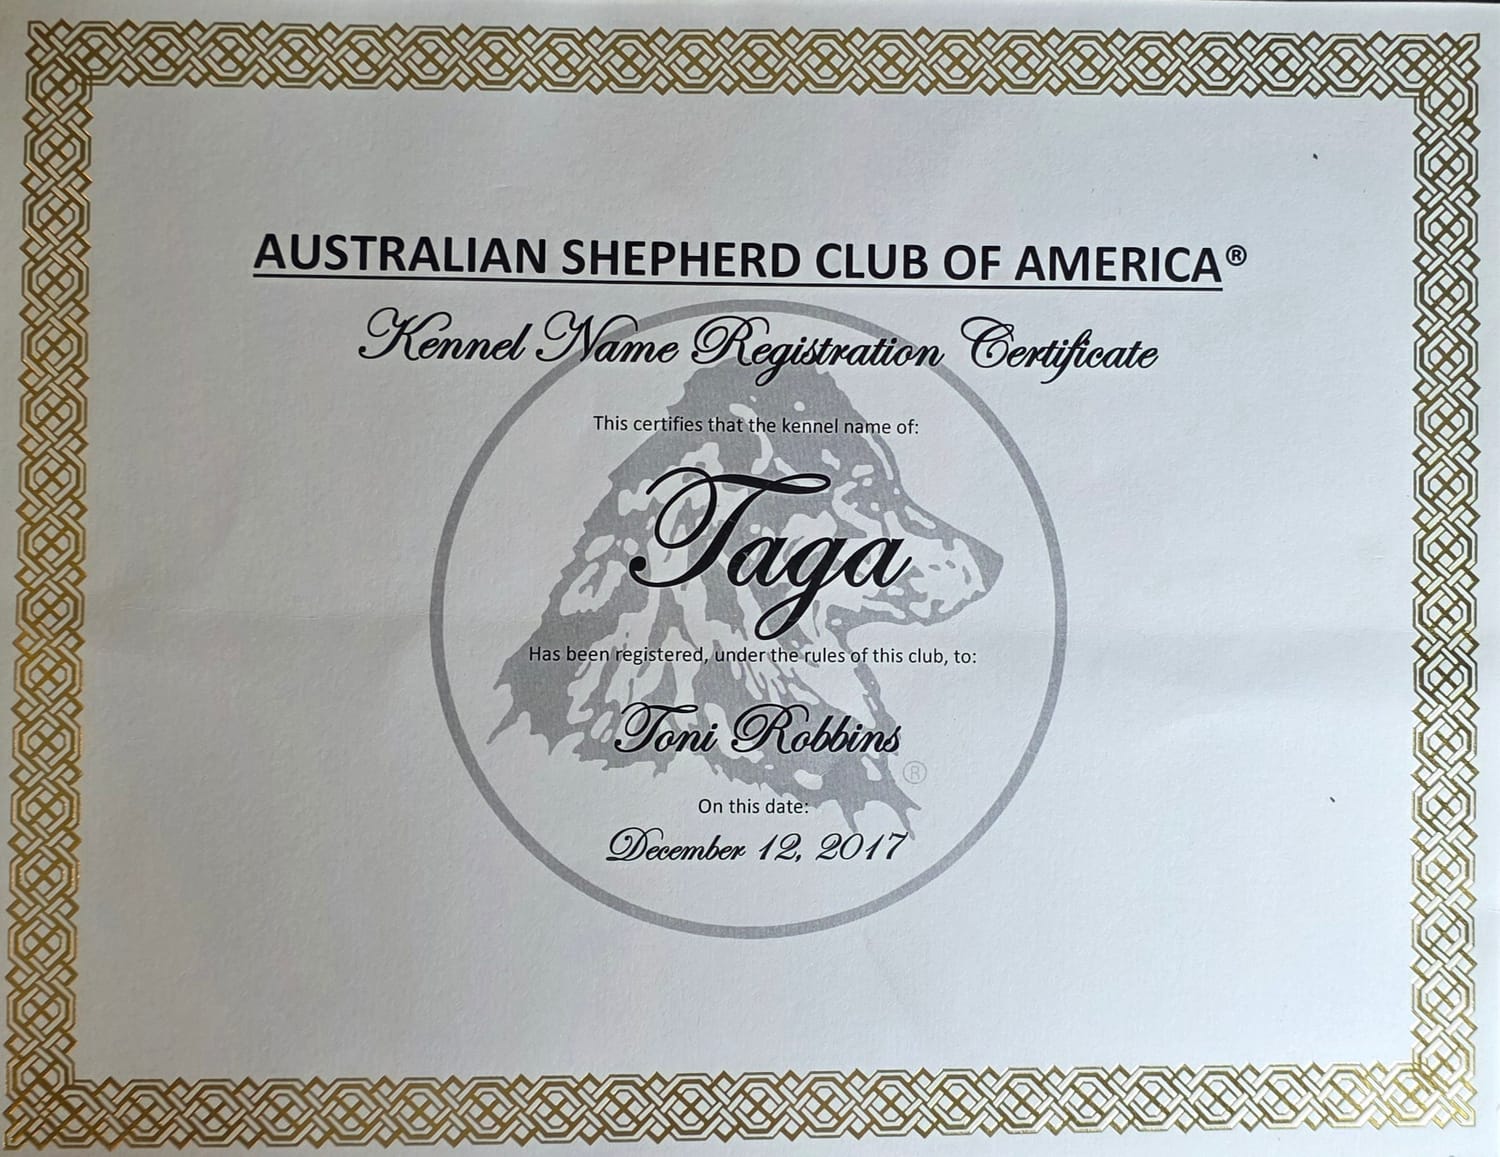 AUSTRALIAN SHEPHERD CLUB OF AMERICA®
Kennel Name Registration Certificate
This certifies that the kennel name of:
Taga
Has been registered, under the rules of this club, to:
Toni Robbins
®
On this date:
December 12, 2017